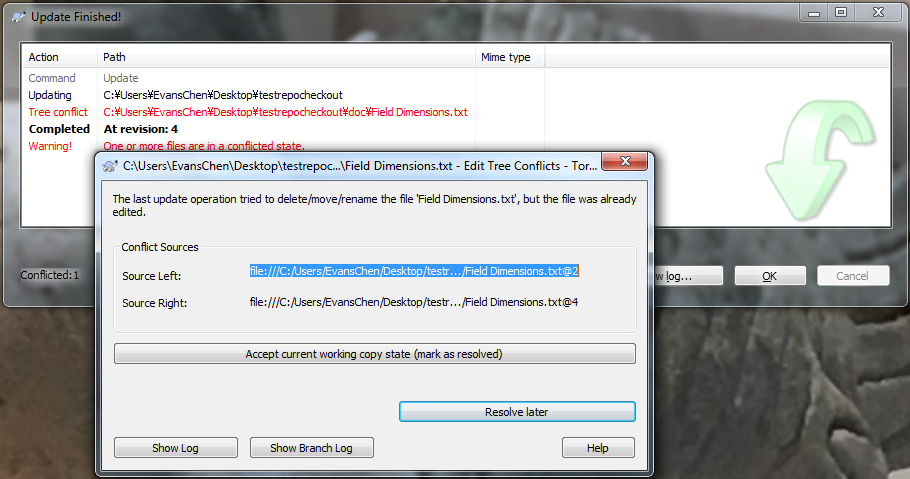 Update Finished!
Action Path Mime type
Command Update
Updating C:¥Users¥EvansChen¥Desktop¥testrepocheckout
Tree conflict C:¥Users¥EvansChen¥Desktop¥testrepocheckout¥doc¥Field Dimensions.txt
Completed At revision: 4
Warning! One or more files are in a conflicted state.
C:\Users\EvansChen\Desktop\testrepoc...\Field Dimensions.txt - Edit Tree Conflicts - Tor...
The last update operation tried to delete/move/rename the file 'Field Dimensions.txt', but the file was already
edited.
Conflict Sources
Source Left: file:///C:/Users/EvansChen/Desktop/testr.../Field Dimensions.txt@2
Source Right: file:///C:/Users/EvansChen/Desktop/testr.../Field Dimensions.txt@4
Accept current working copy state (mark as resolved)
Resolve later
Show Log Show Branch Log Help
Conflicted:1 w log... OK Cancel